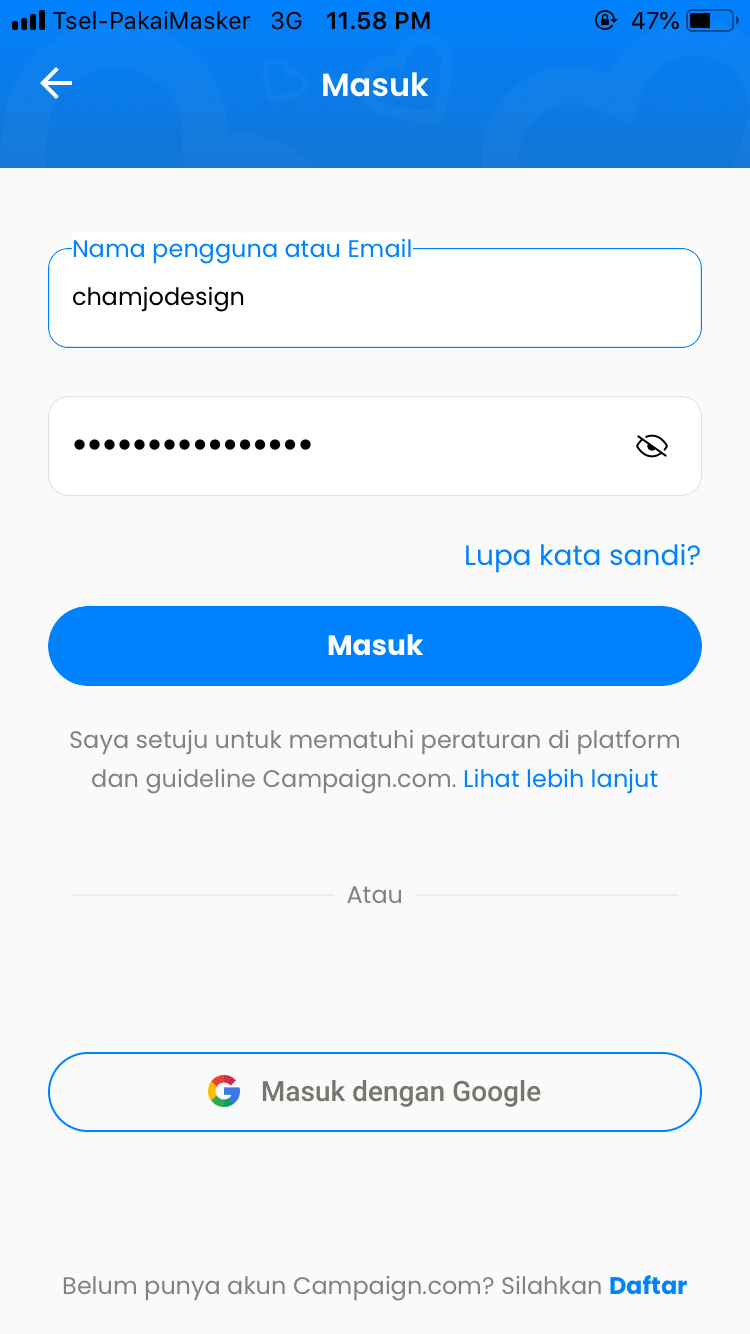 Tsel-PakaiMasker 3G 11.58 PM 47%
Masuk
Nama pengguna atau Email
chamjodesign
••••••••••••••••
Lupa kata sandi?
Masuk
Saya setuju untuk mematuhi peraturan di platform
dan guideline Campaign.com. Lihat lebih lanjut
Atau
Masuk dengan Google
Belum punya akun Campaign.com? Silahkan Daftar